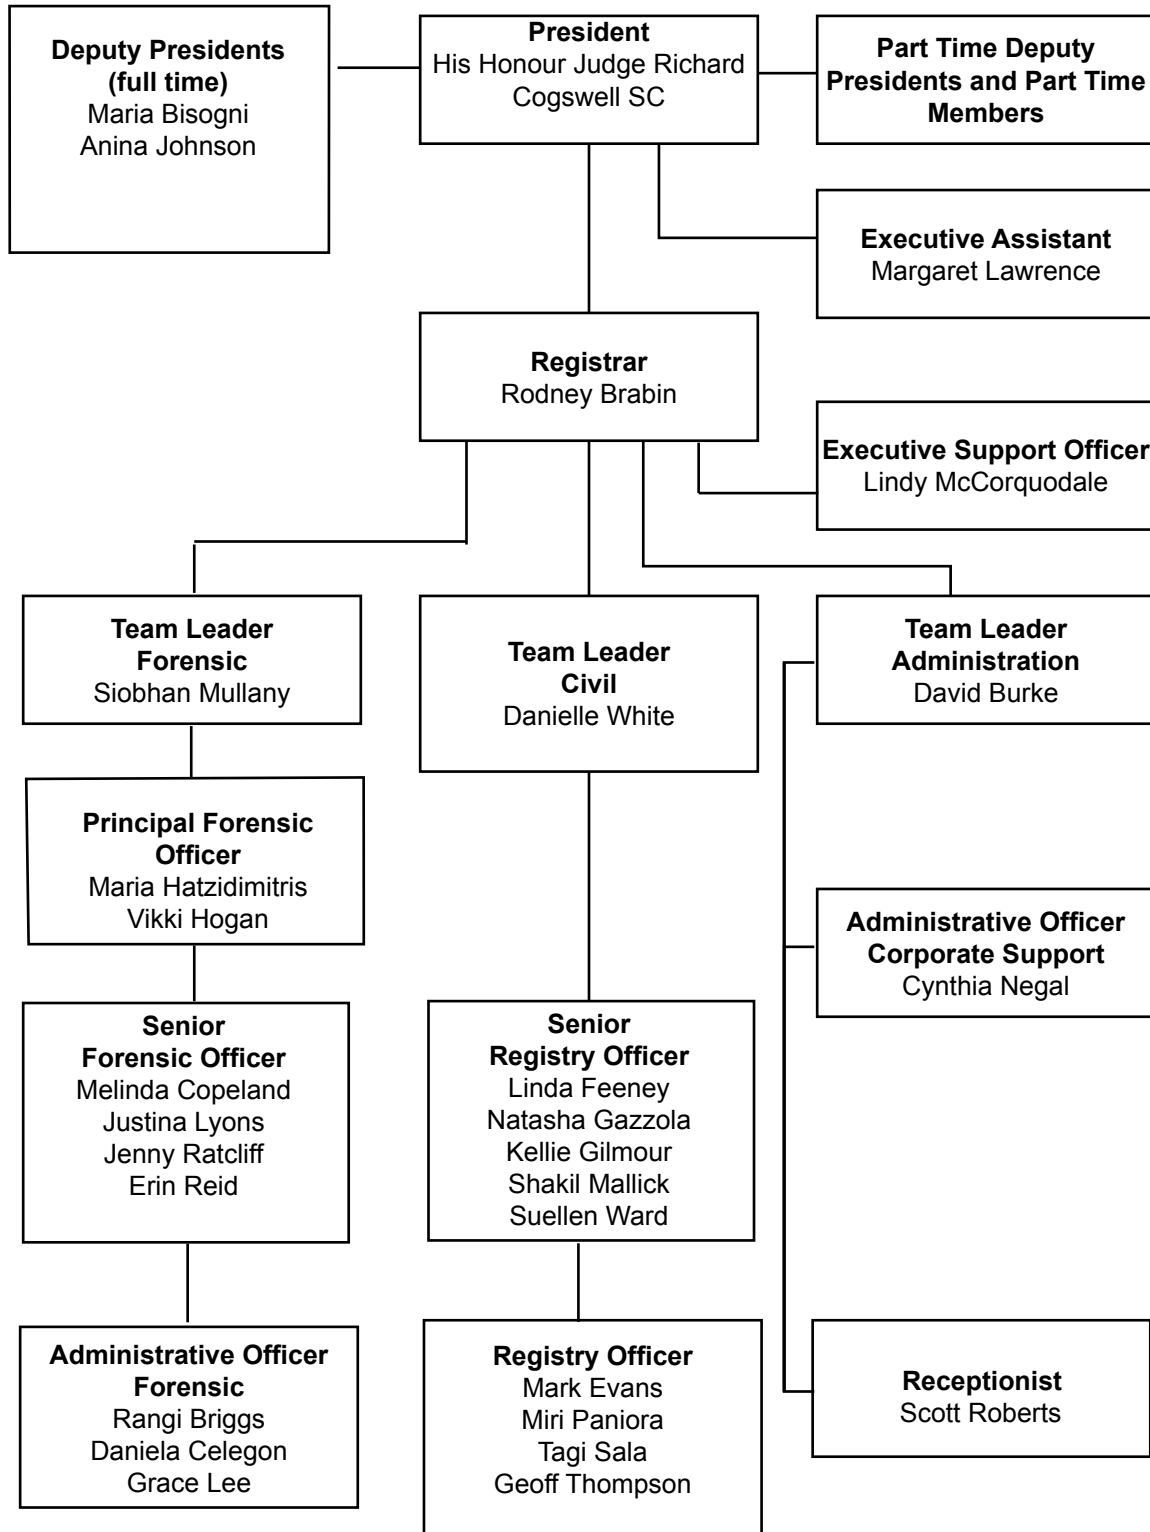 Deputy Presidents
(full time)
Maria Bisogni
Anina Johnson
President
His Honour Judge Richard
Cogswell SC
Part Time Deputy
Presidents and Part Time
Members
Executive Assistant
Margaret Lawrence
Registrar
Rodney Brabin
Executive Support Officer
Lindy McCorquodale
Team Leader
Forensic
Siobhan Mullany
Team Leader
Civil
Danielle White
Team Leader
Administration
David Burke
Principal Forensic
Officer
Maria Hatzidimitris
Vikki Hogan
Administrative Officer
Corporate Support
Cynthia Negal
Senior
Forensic Officer
Melinda Copeland
Justina Lyons
Jenny Ratcliff
Erin Reid
Senior
Registry Officer
Linda Feeney
Natasha Gazzola
Kellie Gilmour
Shakil Mallick
Suellen Ward
Administrative Officer
Forensic
Rangi Briggs
Daniela Celegon
Grace Lee
Registry Officer
Mark Evans
Miri Paniora
Tagi Sala
Geoff Thompson
Receptionist
Scott Roberts